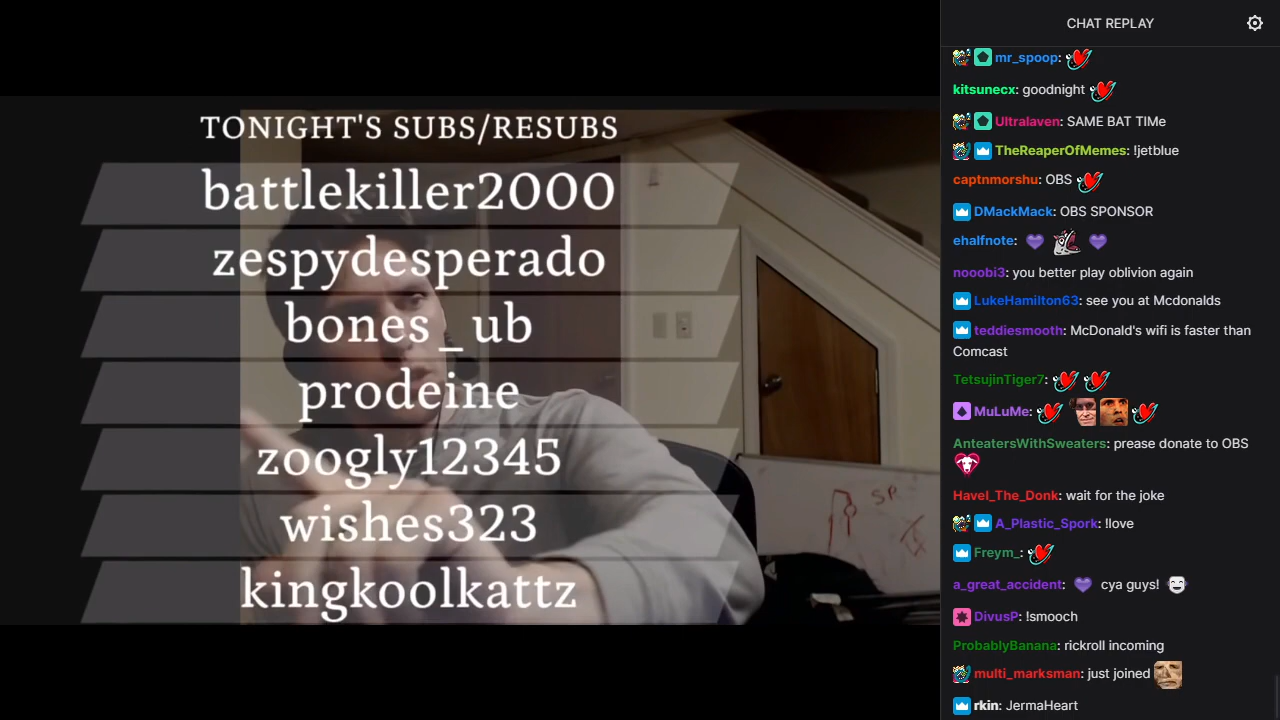 TONIGHT'S SUBS/RESUBS
battlekiller2000
zespydesperado
bones_ub
prodeine
zoogly12345
wishes323
kingkoolkattz
SP
CHAT REPLAY
mr_spoop:
kitsunecx: goodnight
Ultralaven: SAME BAT TIMe
TheReaperOfMemes: !jetblue
captnmorshu: OBS
DMackMack: OBS SPONSOR
ehalfnote:
nooobi3: you better play oblivion again
LukeHamilton63: see you at Mcdonalds
teddiesmooth: McDonald's wifi is faster than
Comcast
TetsujinTiger7:
MuLuMe:
AnteatersWithSweaters: prease donate to OBS
Havel_The_Donk: wait for the joke
A_Plastic_Spork: !love
Freym_:
a_great_accident: cya guys!
DivusP: !smooch
ProbablyBanana: rickroll incoming
multi_marksman: just joined
rkin: JermaHeart